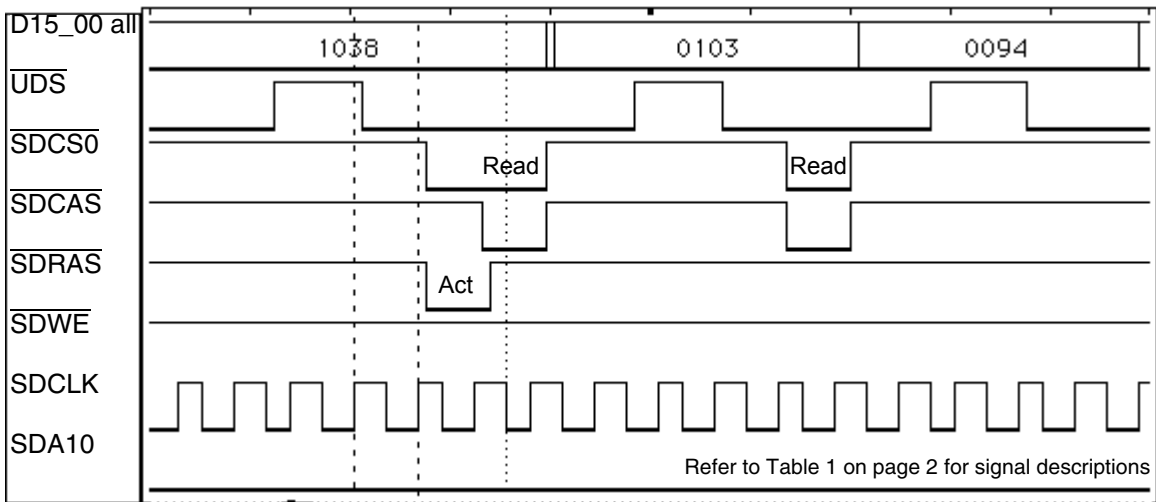 D15_00 all
1038
0103
0094
UDS
SDCS0
Read
Read
SDCAS
SDRAS
Act
SDWE
SDCLK
SDA10
Refer to Table 1 on page 2 for signal descriptions